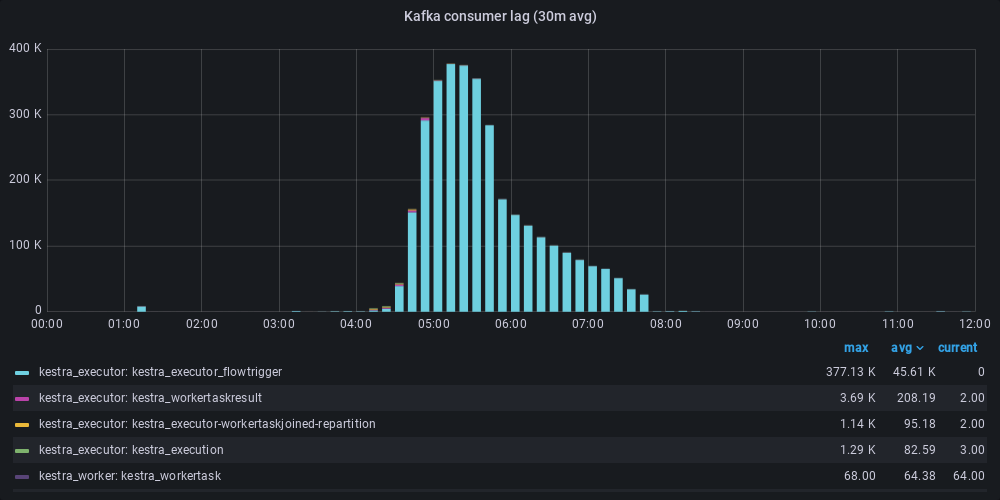 Kafka consumer lag (30m avg)
400 K
300 K
200 K
100 K
0
00:00 01:00 02:00 03:00 04:00 05:00 06:00 07:00 08:00 09:00 10:00 11:00 12:00
max avg current
kestra_executor: kestra_executor_flowtrigger 377.13 K 45.61 K 0
kestra_executor: kestra_workertaskresult 3.69 K 208.19 2.00
kestra_executor: kestra_executor-workertaskjoined-repartition 1.14 K 95.18 2.00
kestra_executor: kestra_execution 1.29 K 82.59 3.00
kestra_worker: kestra_workertask 68.00 64.38 64.00